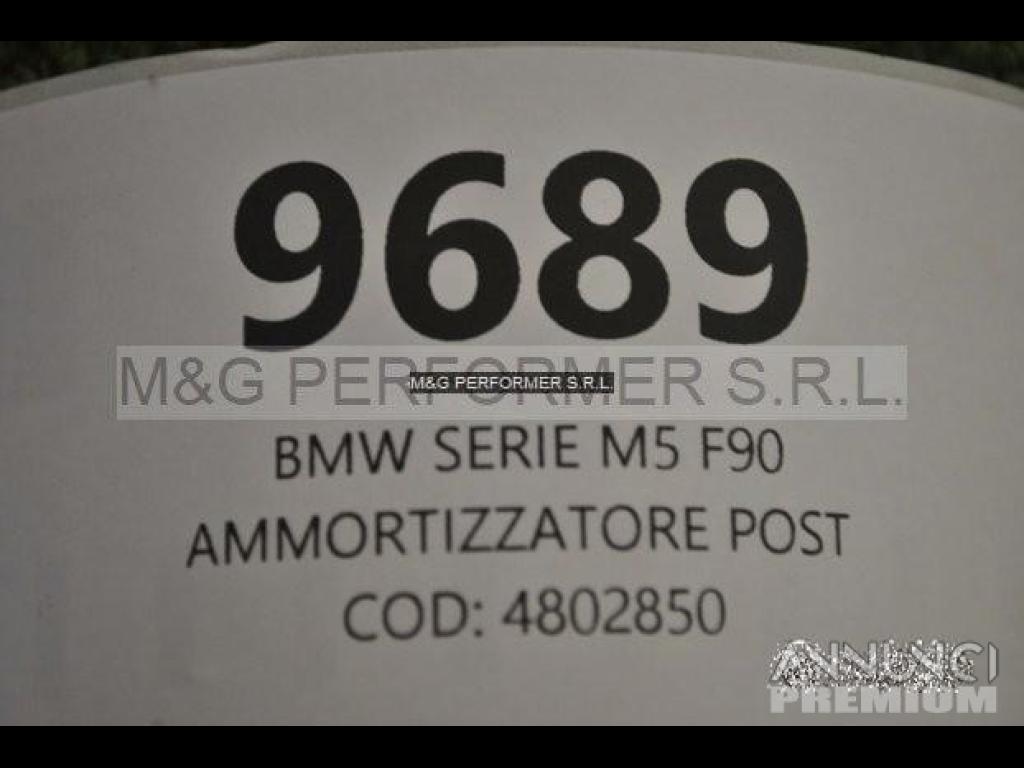 9689
M&G PERFORMER S.R.L.
M&G PERFORMER S.R.L.
BMW SERIE M5 F90
AMMORTIZZATORE POST
COD: 4802850
ANNUNCI
PREMIUM